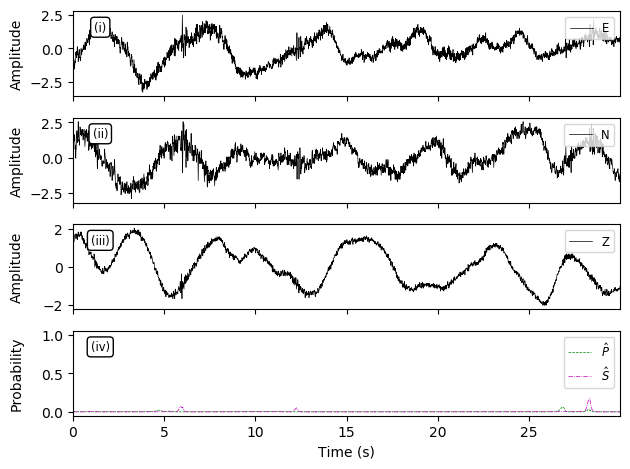 2.5
0.0
−2.5
Amplitude
(i)
E
2.5
0.0
−2.5
Amplitude
(ii)
N
2
0
−2
Amplitude
(iii)
Z
1.0
0.5
0.0
Probability
(iv)
P̂
Ŝ
0 5 10 15 20 25
Time (s)